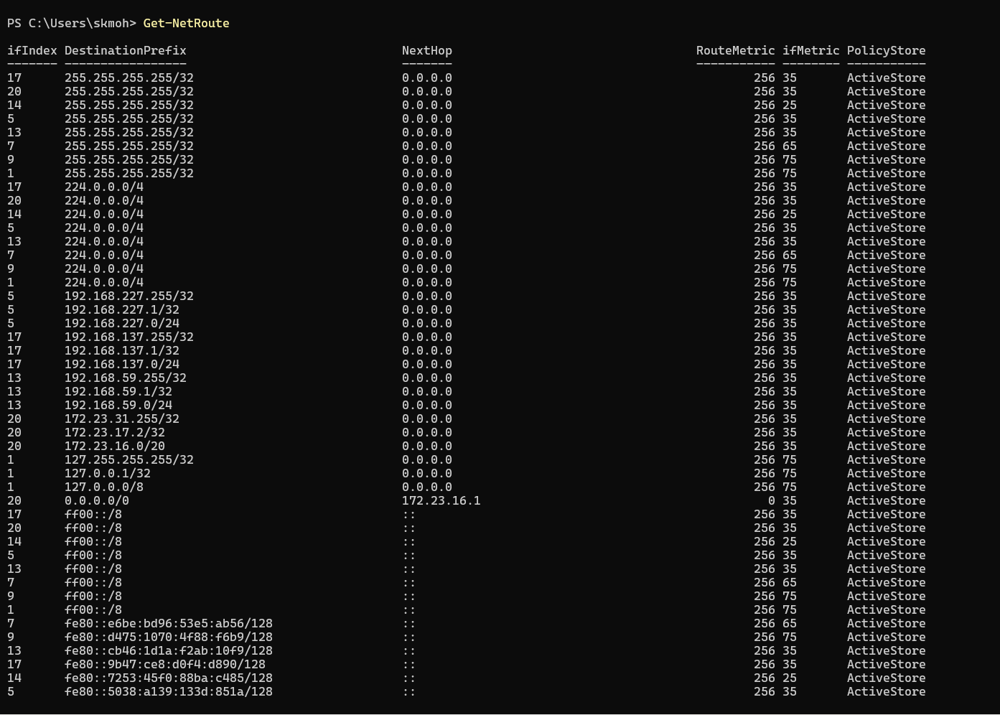 PS C:\Users\skmoh> Get-NetRoute
ifIndex DestinationPrefix NextHop RouteMetric ifMetric PolicyStore
------- ----------------- ------- ----------- -------- -----------
17 255.255.255.255/32 0.0.0.0 256 35 ActiveStore
20 255.255.255.255/32 0.0.0.0 256 35 ActiveStore
14 255.255.255.255/32 0.0.0.0 256 25 ActiveStore
5 255.255.255.255/32 0.0.0.0 256 35 ActiveStore
13 255.255.255.255/32 0.0.0.0 256 35 ActiveStore
7 255.255.255.255/32 0.0.0.0 256 65 ActiveStore
9 255.255.255.255/32 0.0.0.0 256 75 ActiveStore
1 255.255.255.255/32 0.0.0.0 256 75 ActiveStore
17 224.0.0.0/4 0.0.0.0 256 35 ActiveStore
20 224.0.0.0/4 0.0.0.0 256 35 ActiveStore
14 224.0.0.0/4 0.0.0.0 256 25 ActiveStore
5 224.0.0.0/4 0.0.0.0 256 35 ActiveStore
13 224.0.0.0/4 0.0.0.0 256 35 ActiveStore
7 224.0.0.0/4 0.0.0.0 256 65 ActiveStore
9 224.0.0.0/4 0.0.0.0 256 75 ActiveStore
1 224.0.0.0/4 0.0.0.0 256 75 ActiveStore
5 192.168.227.255/32 0.0.0.0 256 35 ActiveStore
5 192.168.227.1/32 0.0.0.0 256 35 ActiveStore
5 192.168.227.0/24 0.0.0.0 256 35 ActiveStore
17 192.168.137.255/32 0.0.0.0 256 35 ActiveStore
17 192.168.137.1/32 0.0.0.0 256 35 ActiveStore
17 192.168.137.0/24 0.0.0.0 256 35 ActiveStore
13 192.168.59.255/32 0.0.0.0 256 35 ActiveStore
13 192.168.59.1/32 0.0.0.0 256 35 ActiveStore
13 192.168.59.0/24 0.0.0.0 256 35 ActiveStore
20 172.23.31.255/32 0.0.0.0 256 35 ActiveStore
20 172.23.17.2/32 0.0.0.0 256 35 ActiveStore
20 172.23.16.0/20 0.0.0.0 256 35 ActiveStore
1 127.255.255.255/32 0.0.0.0 256 75 ActiveStore
1 127.0.0.1/32 0.0.0.0 256 75 ActiveStore
1 127.0.0.0/8 0.0.0.0 256 75 ActiveStore
20 0.0.0.0/0 172.23.16.1 0 35 ActiveStore
17 ff00::/8 :: 256 35 ActiveStore
20 ff00::/8 :: 256 35 ActiveStore
14 ff00::/8 :: 256 25 ActiveStore
5 ff00::/8 :: 256 35 ActiveStore
13 ff00::/8 :: 256 35 ActiveStore
7 ff00::/8 :: 256 65 ActiveStore
9 ff00::/8 :: 256 75 ActiveStore
1 ff00::/8 :: 256 75 ActiveStore
7 fe80::e6be:bd96:53e5:ab56/128 :: 256 65 ActiveStore
9 fe80::d475:1070:4f88:f6b9/128 :: 256 75 ActiveStore
13 fe80::cb46:1d1a:f2ab:10f9/128 :: 256 35 ActiveStore
17 fe80::9b47:ce8:d0f4:d890/128 :: 256 35 ActiveStore
14 fe80::7253:45f0:88ba:c485/128 :: 256 25 ActiveStore
5 fe80::5038:a139:133d:851a/128 :: 256 35 ActiveStore